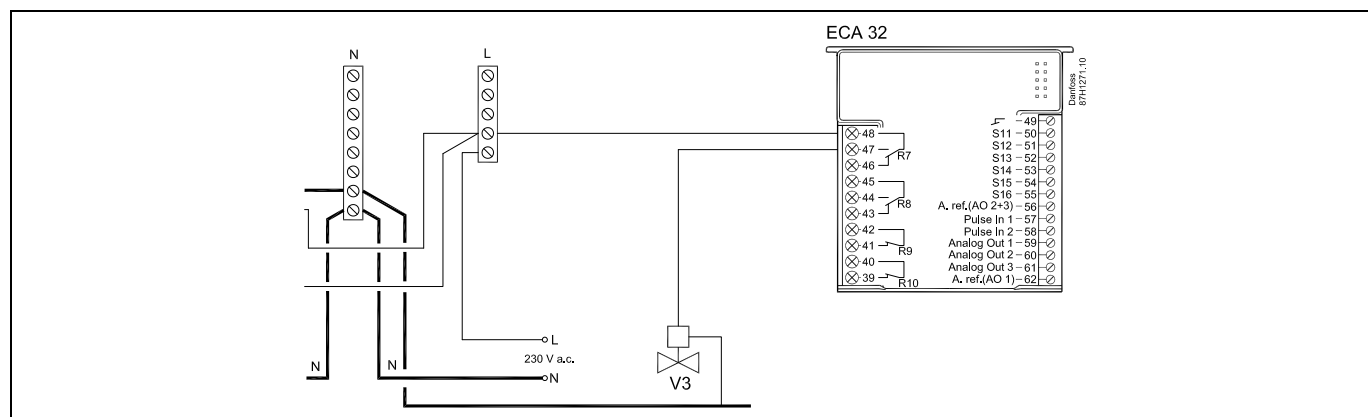 ECA 32
N
L
Danfoss
87H1271.10
48
47
R7
46
45
44
R8
43
42
41
R9
40
39
R10
49
S11 50
S12 51
S13 52
S14 53
S15 54
S16 55
A. ref.(AO 2+3) 56
Pulse In 1 57
Pulse In 2 58
Analog Out 1 59
Analog Out 2 60
Analog Out 3 61
A. ref.(AO 1) 62
L
230 V a.c.
N
N
N
V3